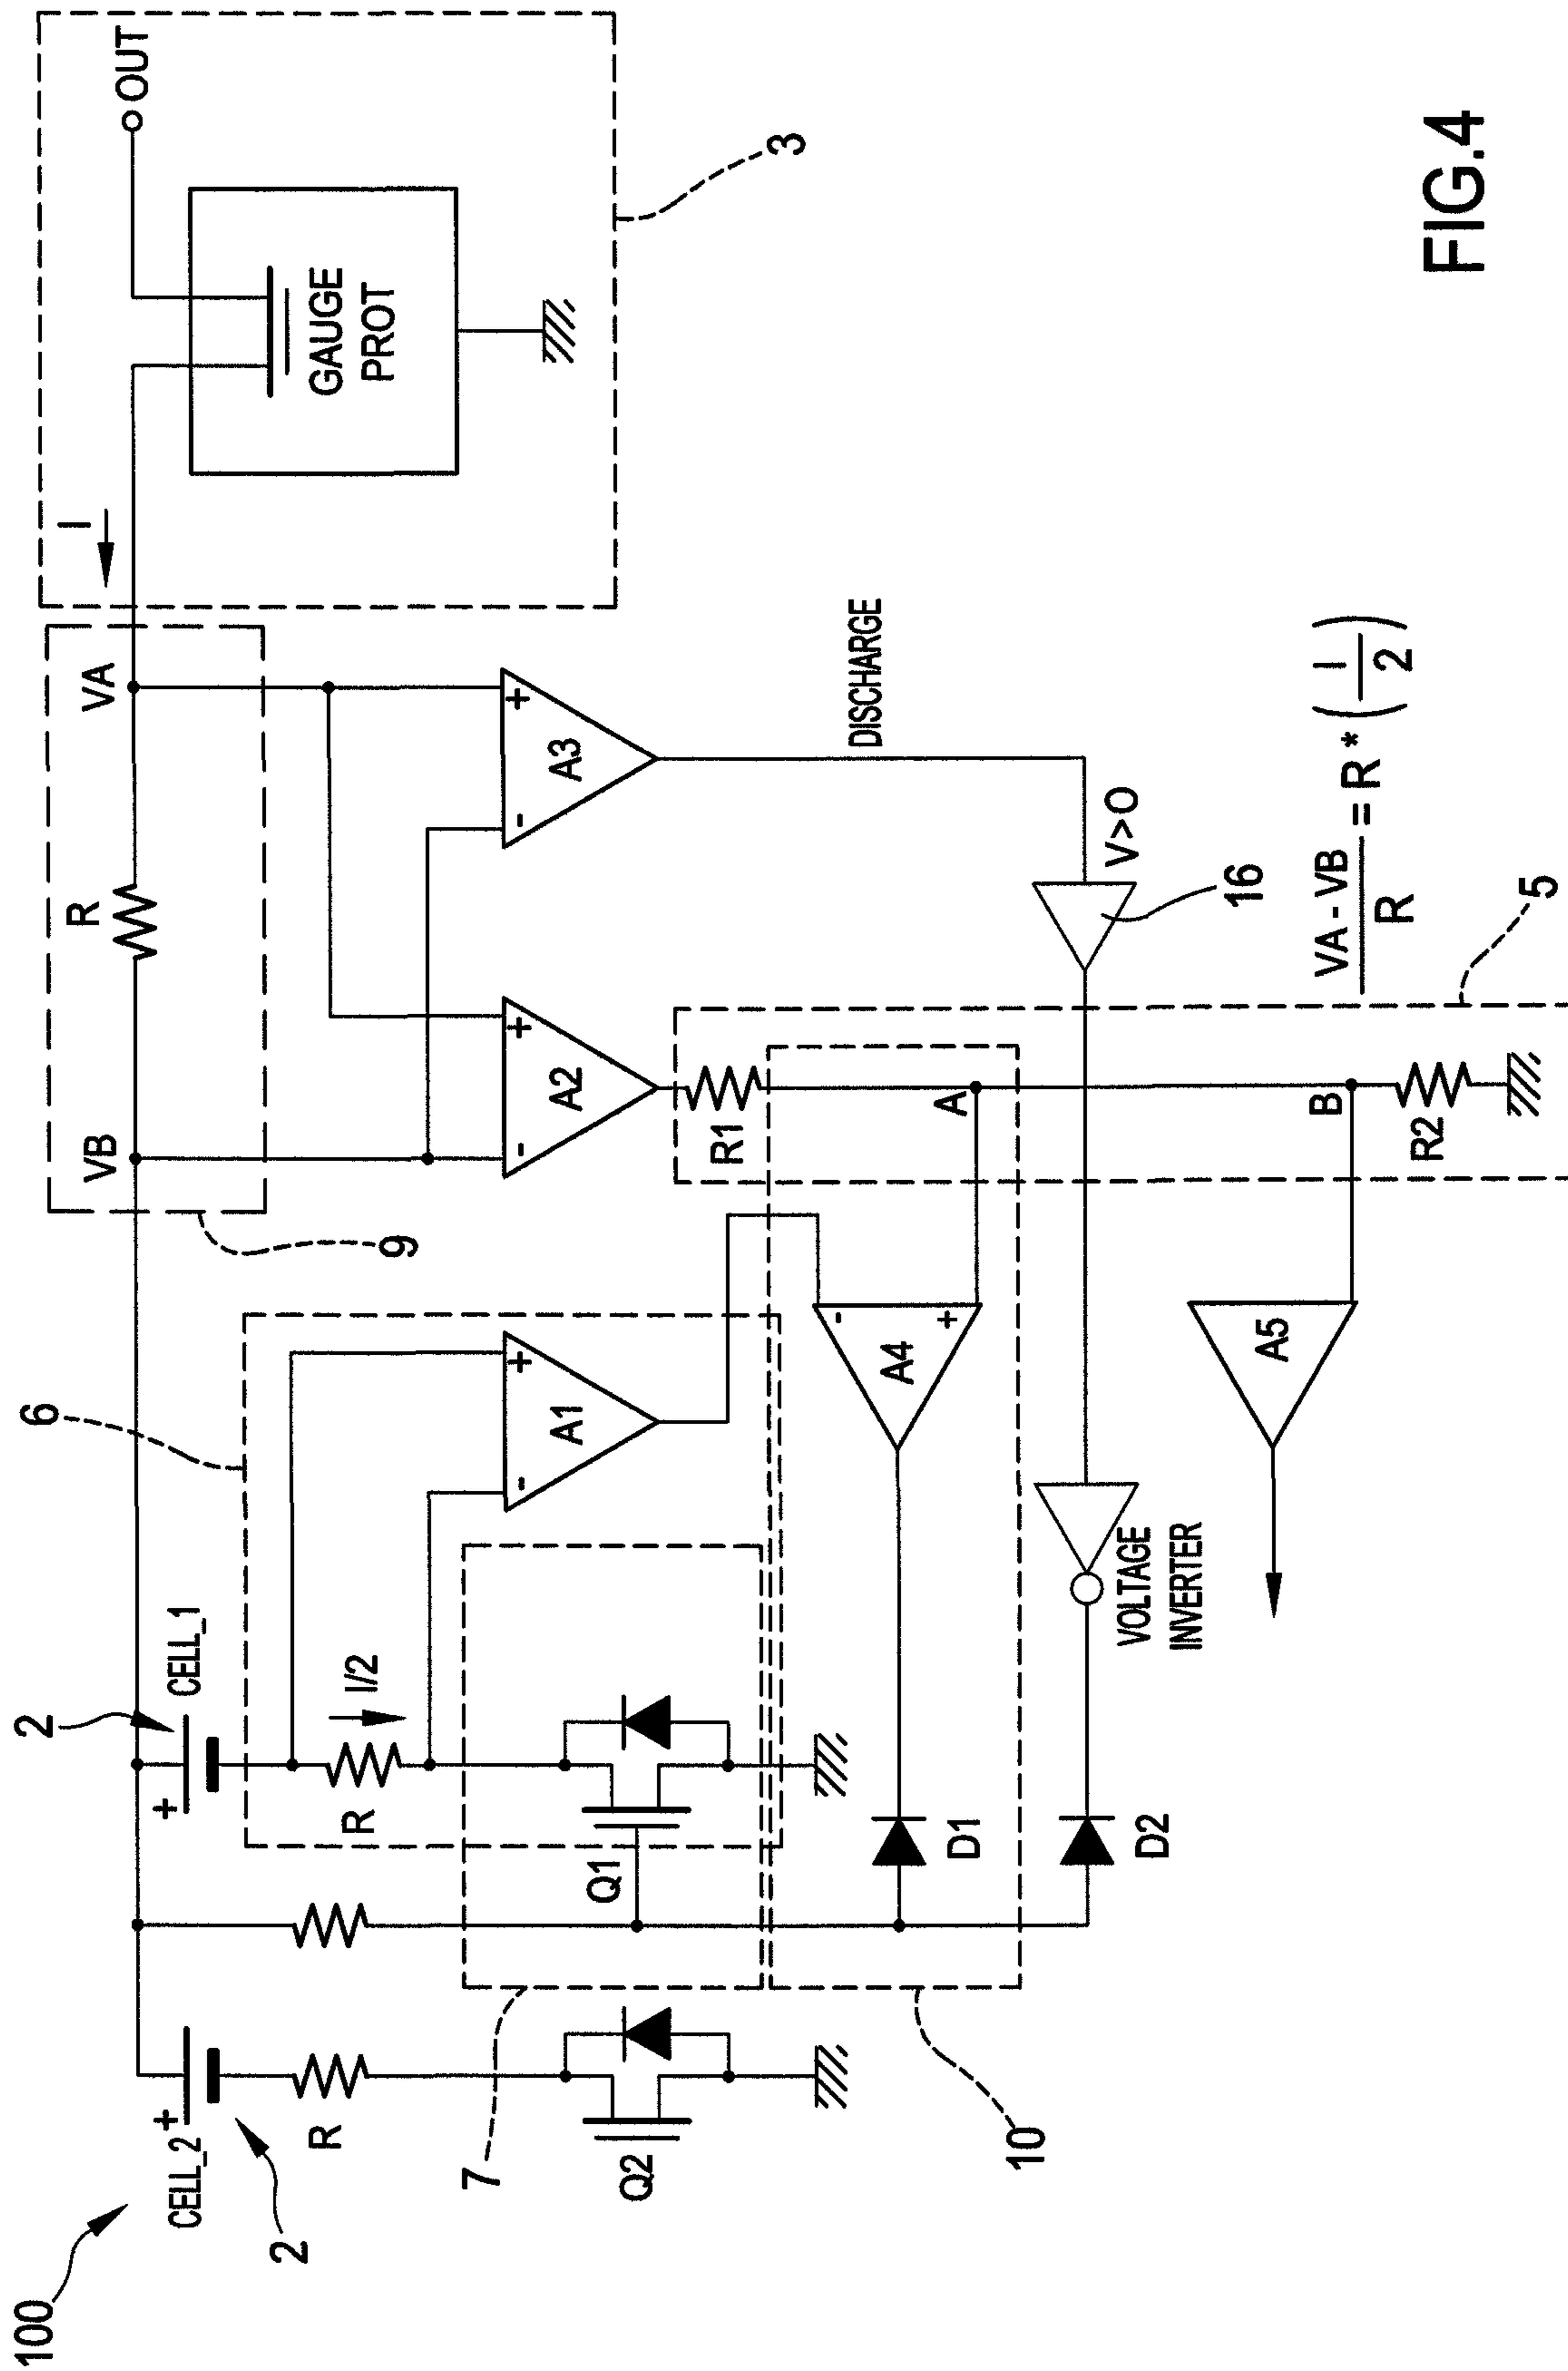 100
CELL_2
+
2
R
Q2
7
10
2
CELL_1
+
R
I/2
Q1
6
A1
-
+
9
VB
R
VA
I
OUT
GAUGE
PROT
3
A2
-
+
A3
-
+
DISCHARGE
V>O
16
R1
A
B
R2
5
A4
-
+
A5
D1
D2
VOLTAGE
INVERTER
VA - VB
R
= R * (I
2)
FIG.4